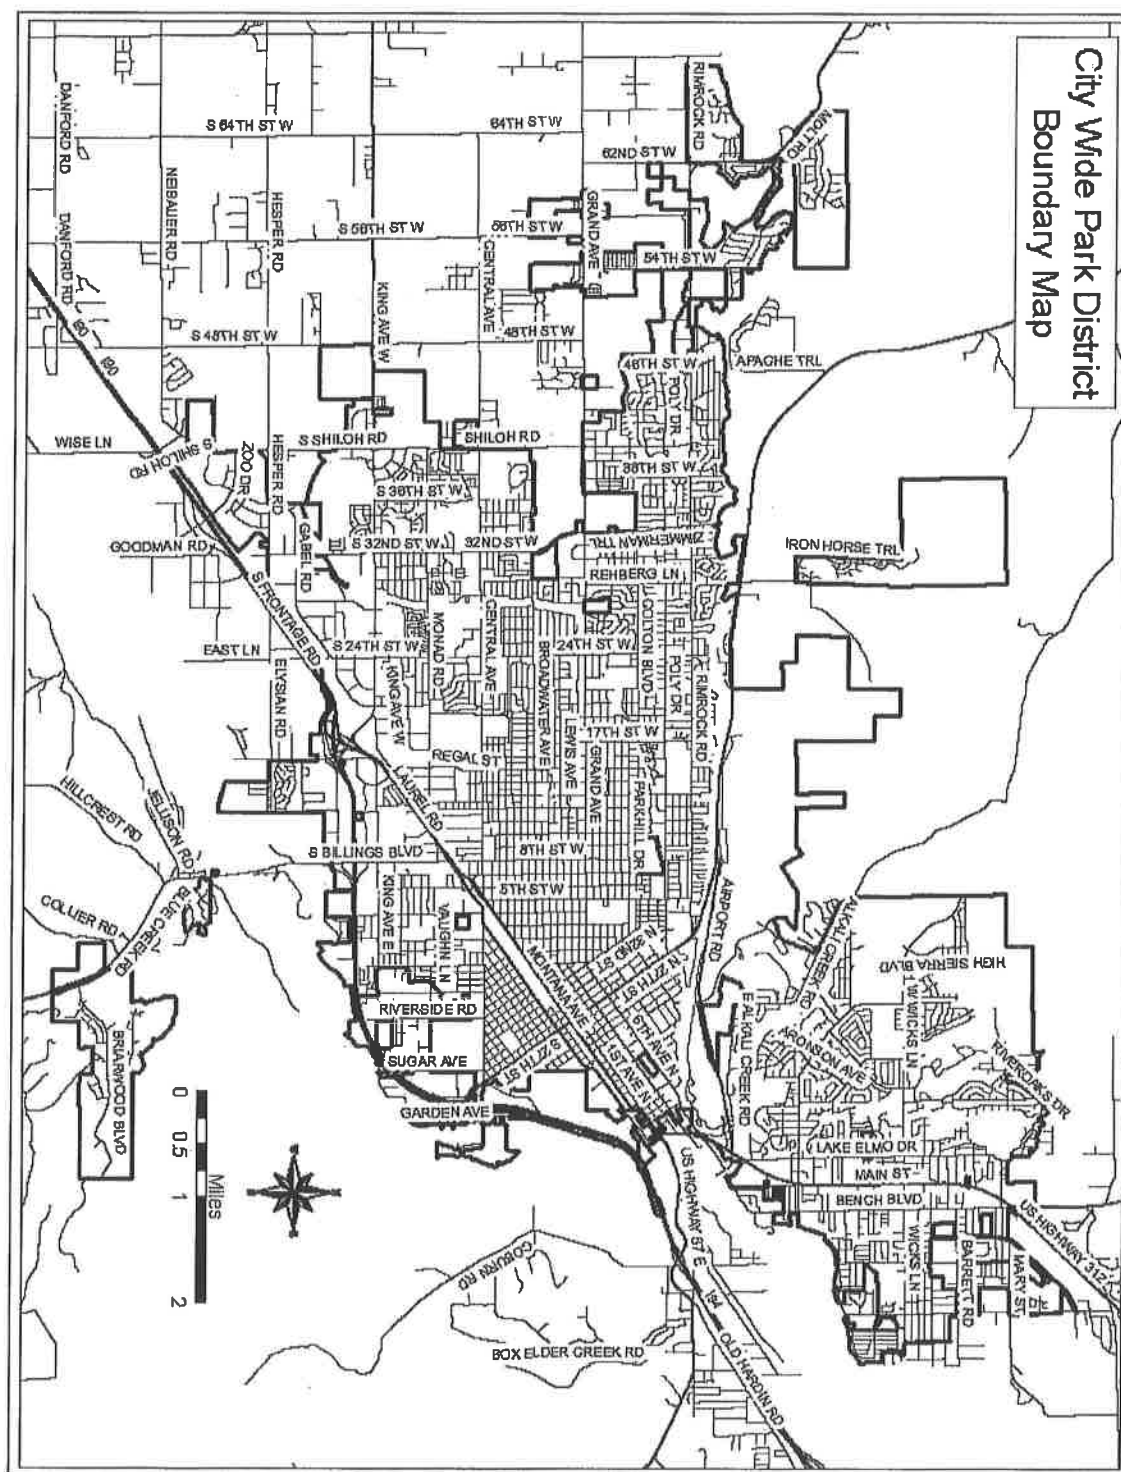 City Wide Park District
Boundary Map
MOLT RD
RIMROCK RD
62ND ST W
64TH ST W
S 64TH ST W
DANFORD RD
NEIBAUER RD
HESPER RD
S 56TH ST W
56TH ST W
GRAND AVE
54TH ST W
CENTRAL AVE
KING AVE W
DANFORD RD
S 48TH ST W
48TH ST W
46TH ST W
APACHE TRL
POLY DR
I90
WISE LN
S SHILOH RD
ZOO DR
HESPER RD
S SHILOH RD
SHILOH RD
38TH ST W
S 36TH ST W
GABEL RD
GOODMAN RD
S 32ND ST W
32ND ST W
ZIMMERMAN TRL
IRON HORSE TRL
REHBERG LN
S FRONTAGE RD
EAST LN
ELYSIAN RD
S 24TH ST W
MONAD RD
CENTRAL AVE
BROADWATER AVE
24TH ST W
COLTON BLVD
POLY DR
RIMROCK RD
KING AVE W
REGAL ST
LEWIS AVE
17TH ST W
GRAND AVE
PARKHILL DR
LAUREL RD
HILLCREST RD
JELLISON RD
S BILLINGS BLVD
8TH ST W
5TH ST W
AIRPORT RD
COLLIER RD
BLUE CREEK RD
KING AVE E
VAUGHN LN
MONTANA AVE
N 32ND ST
N 27TH ST
6TH AVE N
1ST AVE N
S 27TH ST
ALKALI CREEK RD
E ALKALI CREEK RD
HIGH SIERRA BLVD
W WICKS LN
ARONSON AVE
RIVEROAKS DR
RIVERSIDE RD
SUGAR AVE
GARDEN AVE
BRIARWOOD BLVD
LAKE ELMO DR
MAIN ST
BENCH BLVD
US HIGHWAY 312
US HIGHWAY 87 E
WICKS LN
BARRETT RD
MARY ST
I94
OLD HARDIN RD
COBURN RD
BOX ELDER CREEK RD
0 0.5 1 2
Miles